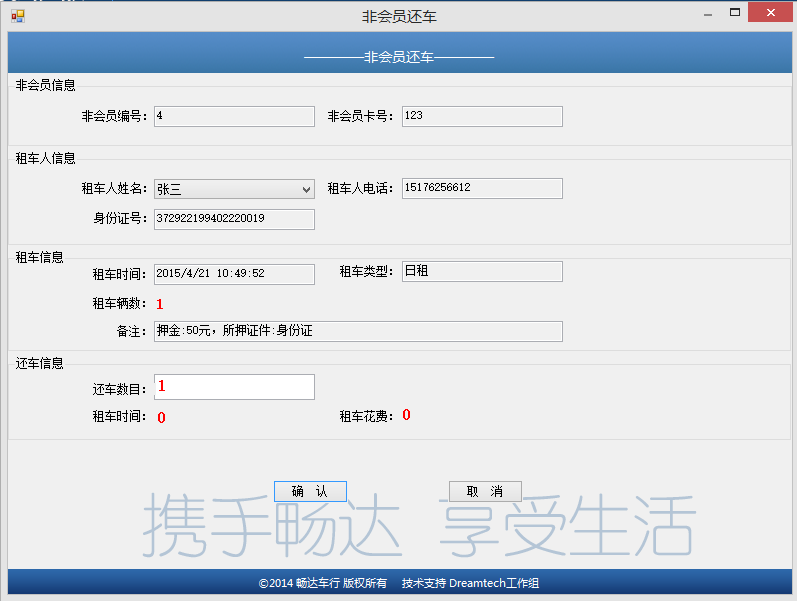 非会员还车
————非会员还车————
非会员信息
非会员编号: 4 非会员卡号: 123
租车人信息
租车人姓名: 张三 租车人电话: 15176256612
身份证号: 372922199402220019
租车信息
租车时间: 2015/4/21 10:49:52 租车类型: 日租
租车辆数: 1
备注: 押金:50元，所押证件:身份证
还车信息
还车数目: 1
租车时间: 0 租车花费: 0
确 认 取 消
携手畅达 享受生活
©2014 畅达车行 版权所有 技术支持 Dreamtech工作组